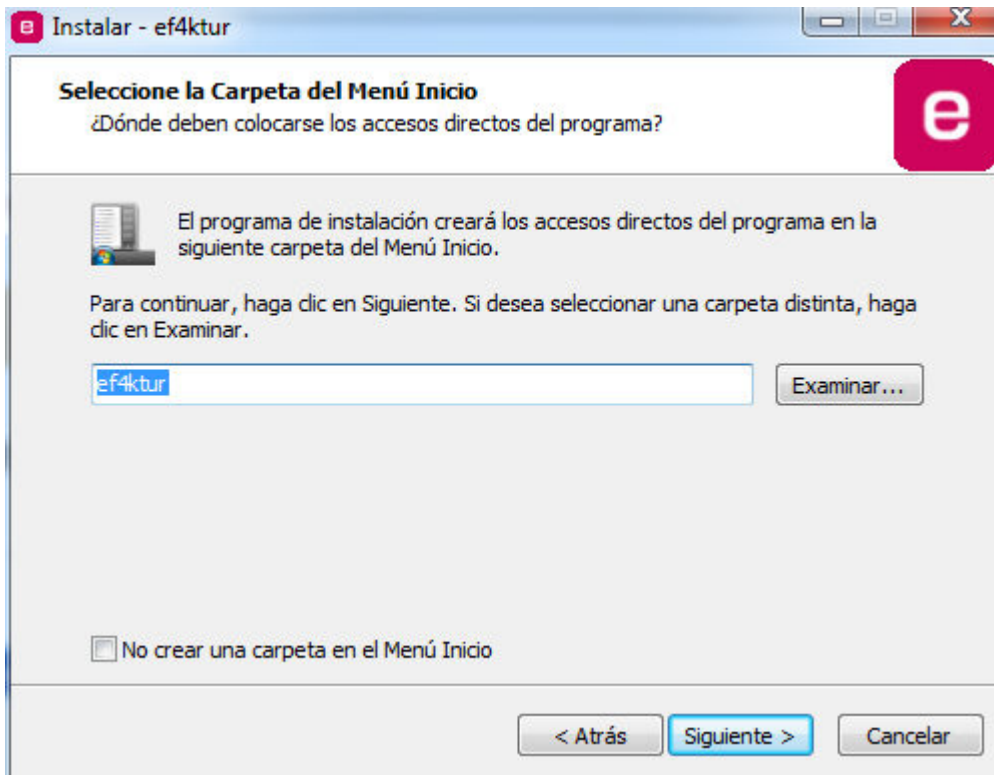 e Instalar - ef4ktur
Seleccione la Carpeta del Menú Inicio
¿Dónde deben colocarse los accesos directos del programa?
e
El programa de instalación creará los accesos directos del programa en la
siguiente carpeta del Menú Inicio.
Para continuar, haga clic en Siguiente. Si desea seleccionar una carpeta distinta, haga
clic en Examinar.
ef4ktur
Examinar...
No crear una carpeta en el Menú Inicio
< Atrás
Siguiente >
Cancelar